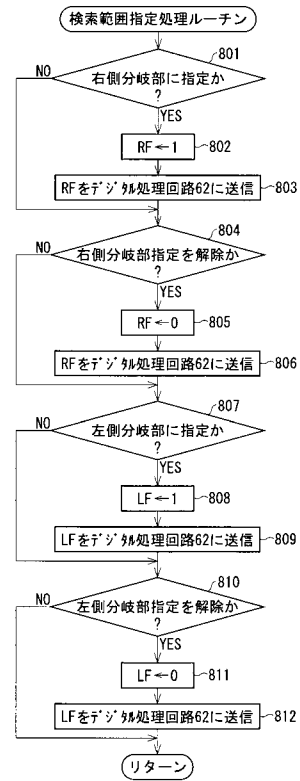 検索範囲指定処理ルーチン
801
右側分岐部に指定か
?
NO
YES
RF←1
802
RFをデジタル処理回路62に送信
803
804
右側分岐部指定を解除か
?
NO
YES
RF←0
805
RFをデジタル処理回路62に送信
806
807
左側分岐部に指定か
?
NO
YES
LF←1
808
LFをデジタル処理回路62に送信
809
810
左側分岐部指定を解除か
?
NO
YES
LF←0
811
LFをデジタル処理回路62に送信
812
リターン